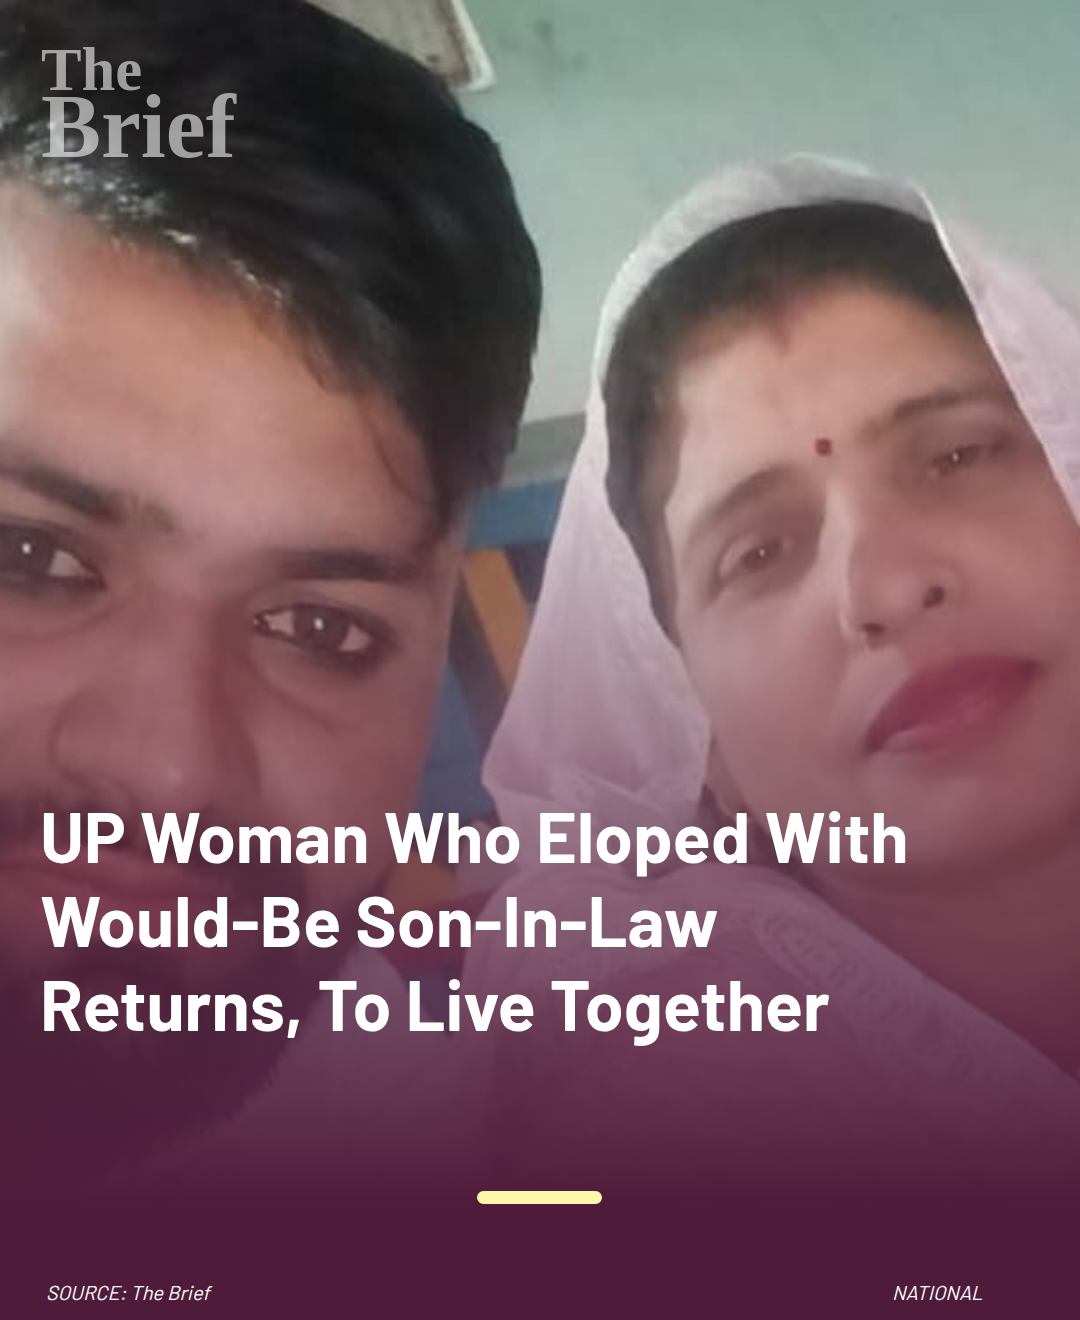 The
Brief
UP Woman Who Eloped With
Would-Be Son-In-Law
Returns, To Live Together
SOURCE: The Brief
NATIONAL